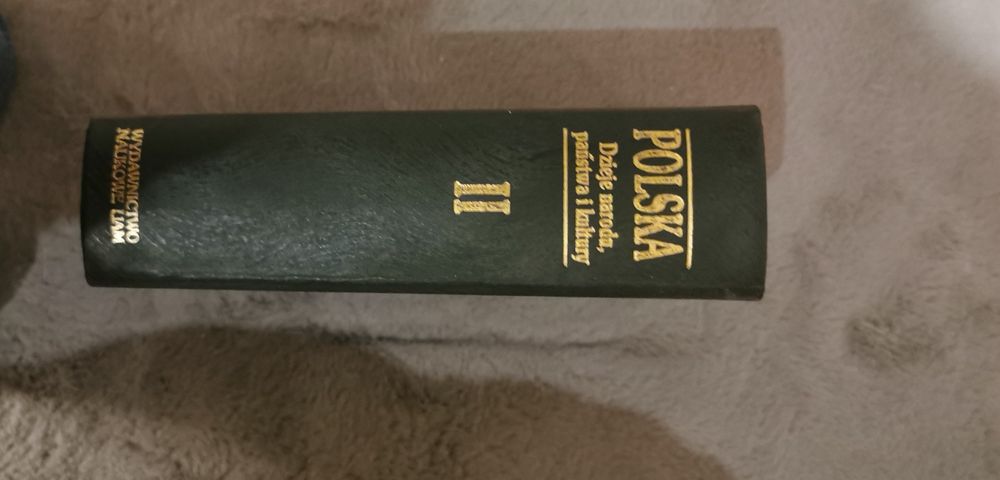 POLSKA
Dzieje narodu,
państwa i kultury
II
WYDAWNICTWO
NAUKOWE UAM